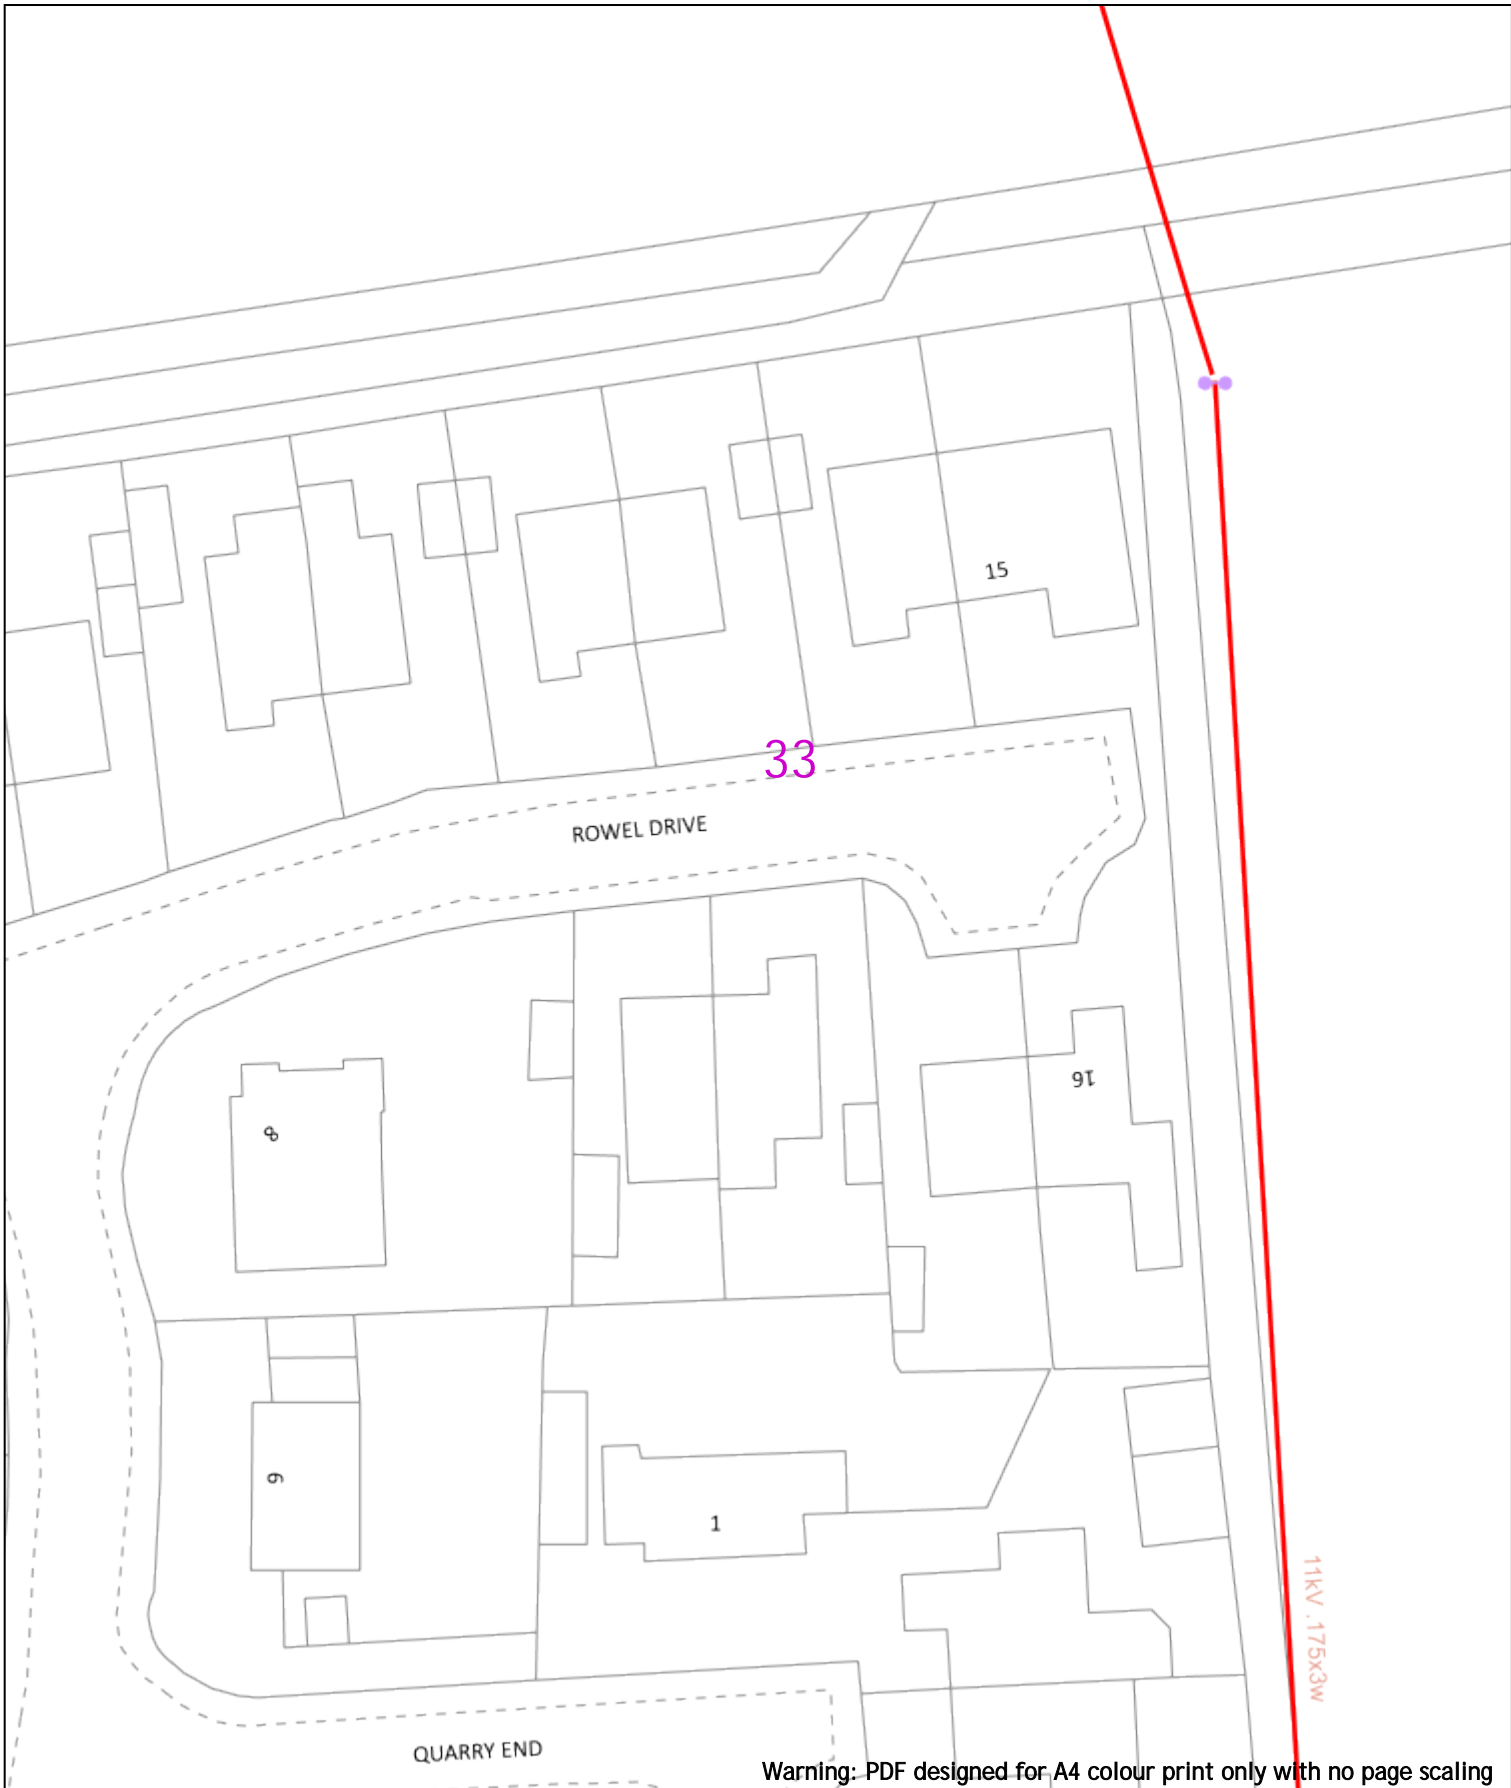 15
33
ROWEL DRIVE
16
8
6
1
11kV .175x3w
QUARRY END
Warning: PDF designed for A4 colour print only with no page scaling